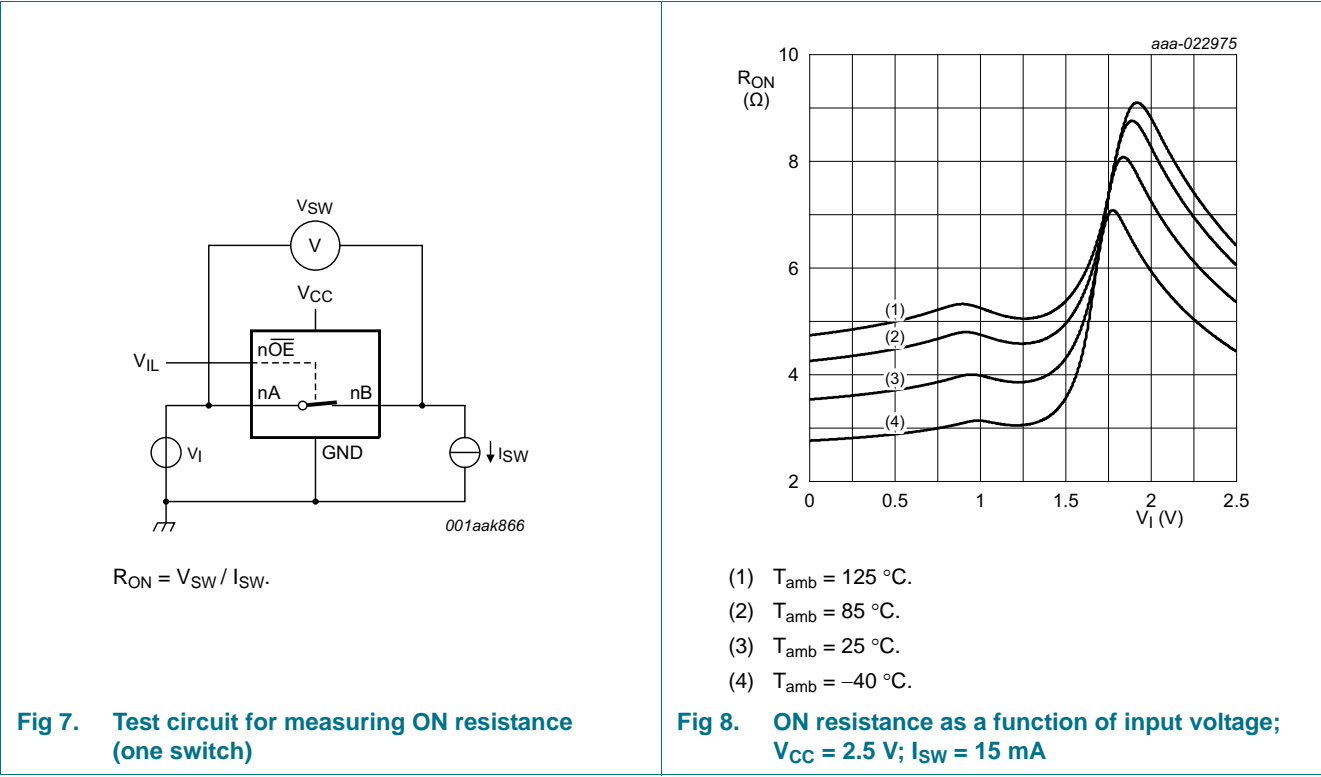 VSW
V
VCC
nOE
VIL
nA
nB
VI
GND
ISW
001aak866
RON = VSW / ISW.
Fig 7. Test circuit for measuring ON resistance
(one switch)
aaa-022975
RON
(Ω)
10
8
6
4
2
(1)
(2)
(3)
(4)
0
0.5
1
1.5
2
2.5
VI (V)
(1) Tamb = 125 °C.
(2) Tamb = 85 °C.
(3) Tamb = 25 °C.
(4) Tamb = −40 °C.
Fig 8. ON resistance as a function of input voltage;
VCC = 2.5 V; ISW = 15 mA